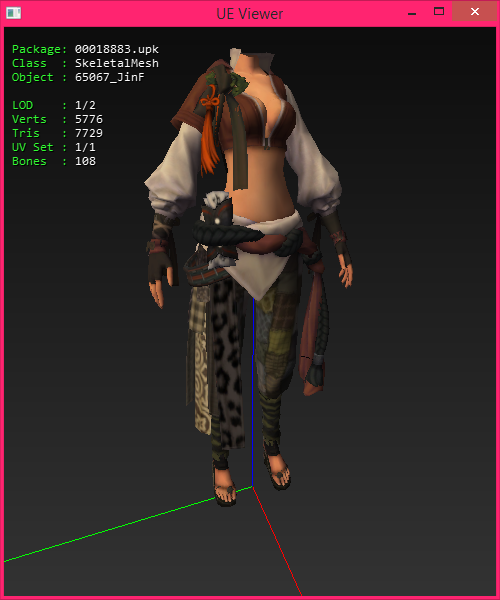 UE Viewer
Package: 00018883.upk
Class  : SkeletalMesh
Object : 65067_JinF
LOD    : 1/2
Verts  : 5776
Tris   : 7729
UV Set : 1/1
Bones  : 108